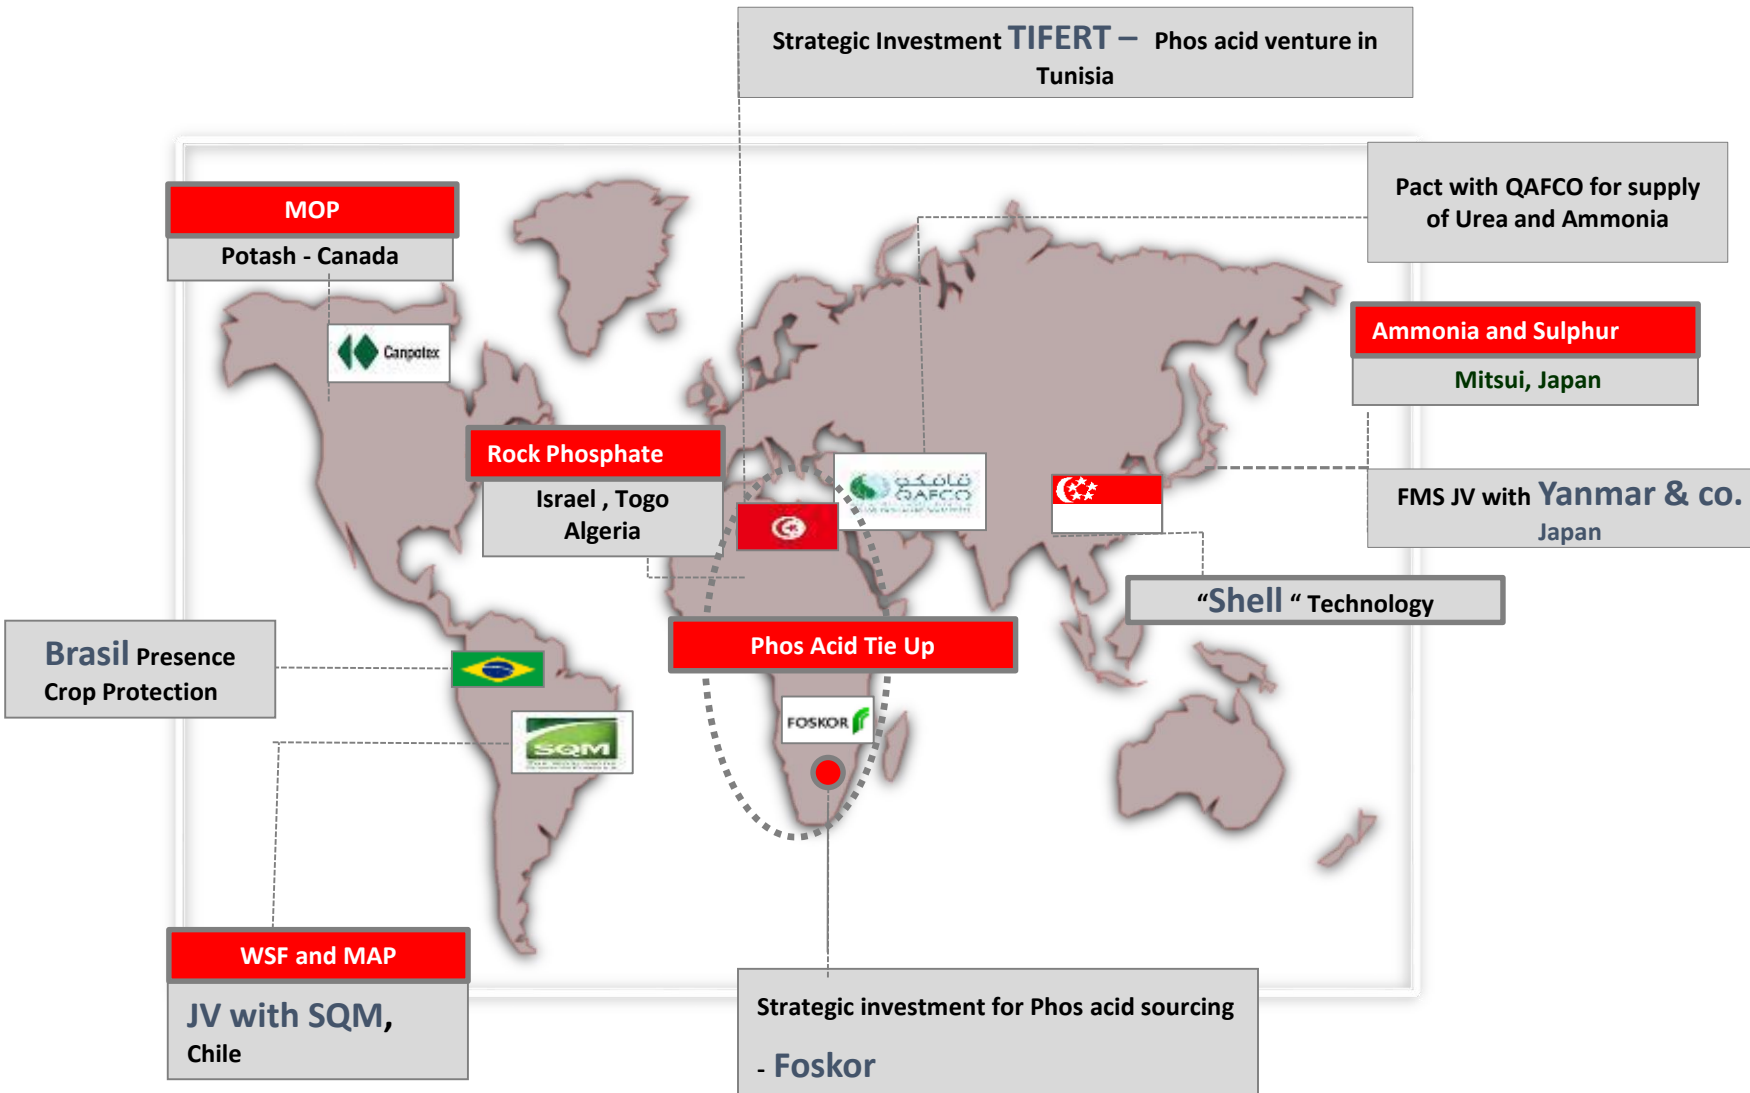 Strategic Investment TIFERT – Phos acid venture in
Tunisia
Pact with QAFCO for supply
of Urea and Ammonia
MOP
Potash - Canada
Canpotex
Ammonia and Sulphur
Mitsui, Japan
Rock Phosphate
Israel , Togo
Algeria
قافكو
QAFCO
FMS JV with Yanmar & co.
Japan
“Shell “ Technology
Brasil Presence
Crop Protection
Phos Acid Tie Up
FOSKOR
SQM
WSF and MAP
JV with SQM,
Chile
Strategic investment for Phos acid sourcing
- Foskor